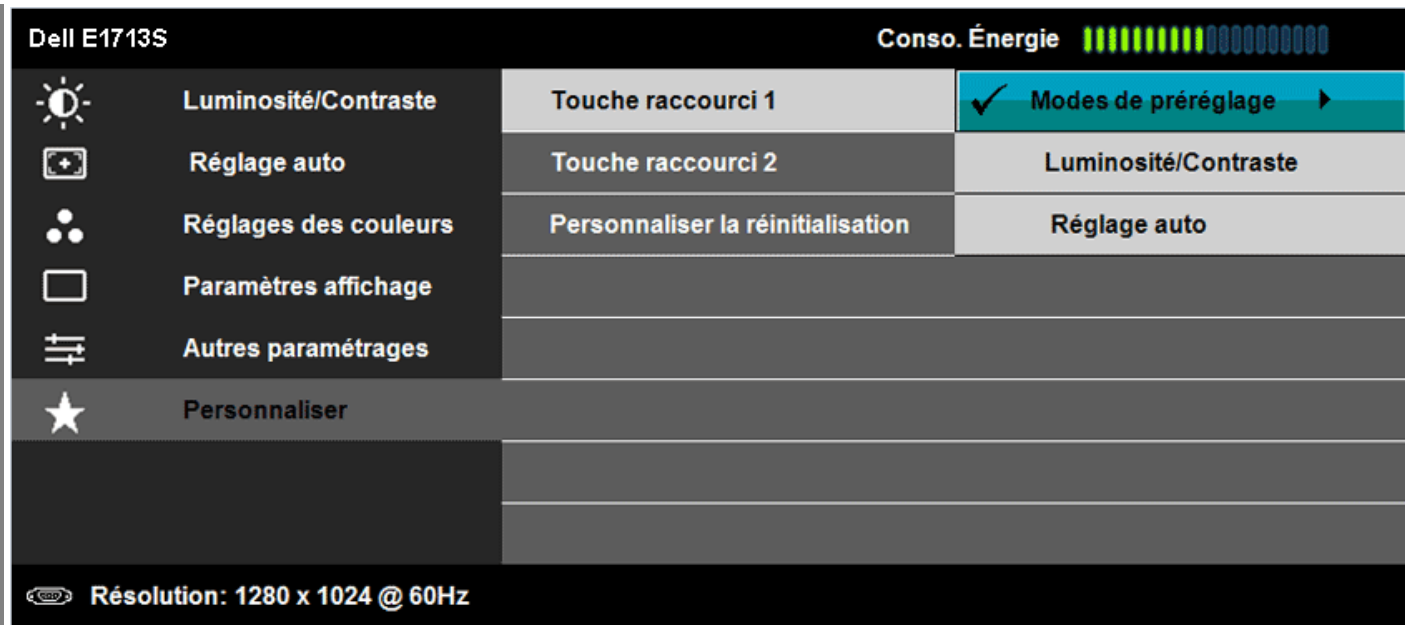 Dell E1713S Conso. Énergie
Luminosité/Contraste Touche raccourci 1 Modes de préréglage
Réglage auto Touche raccourci 2 Luminosité/Contraste
Réglages des couleurs Personnaliser la réinitialisation Réglage auto
Paramètres affichage
Autres paramétrages
Personnaliser
Résolution: 1280 x 1024 @ 60Hz